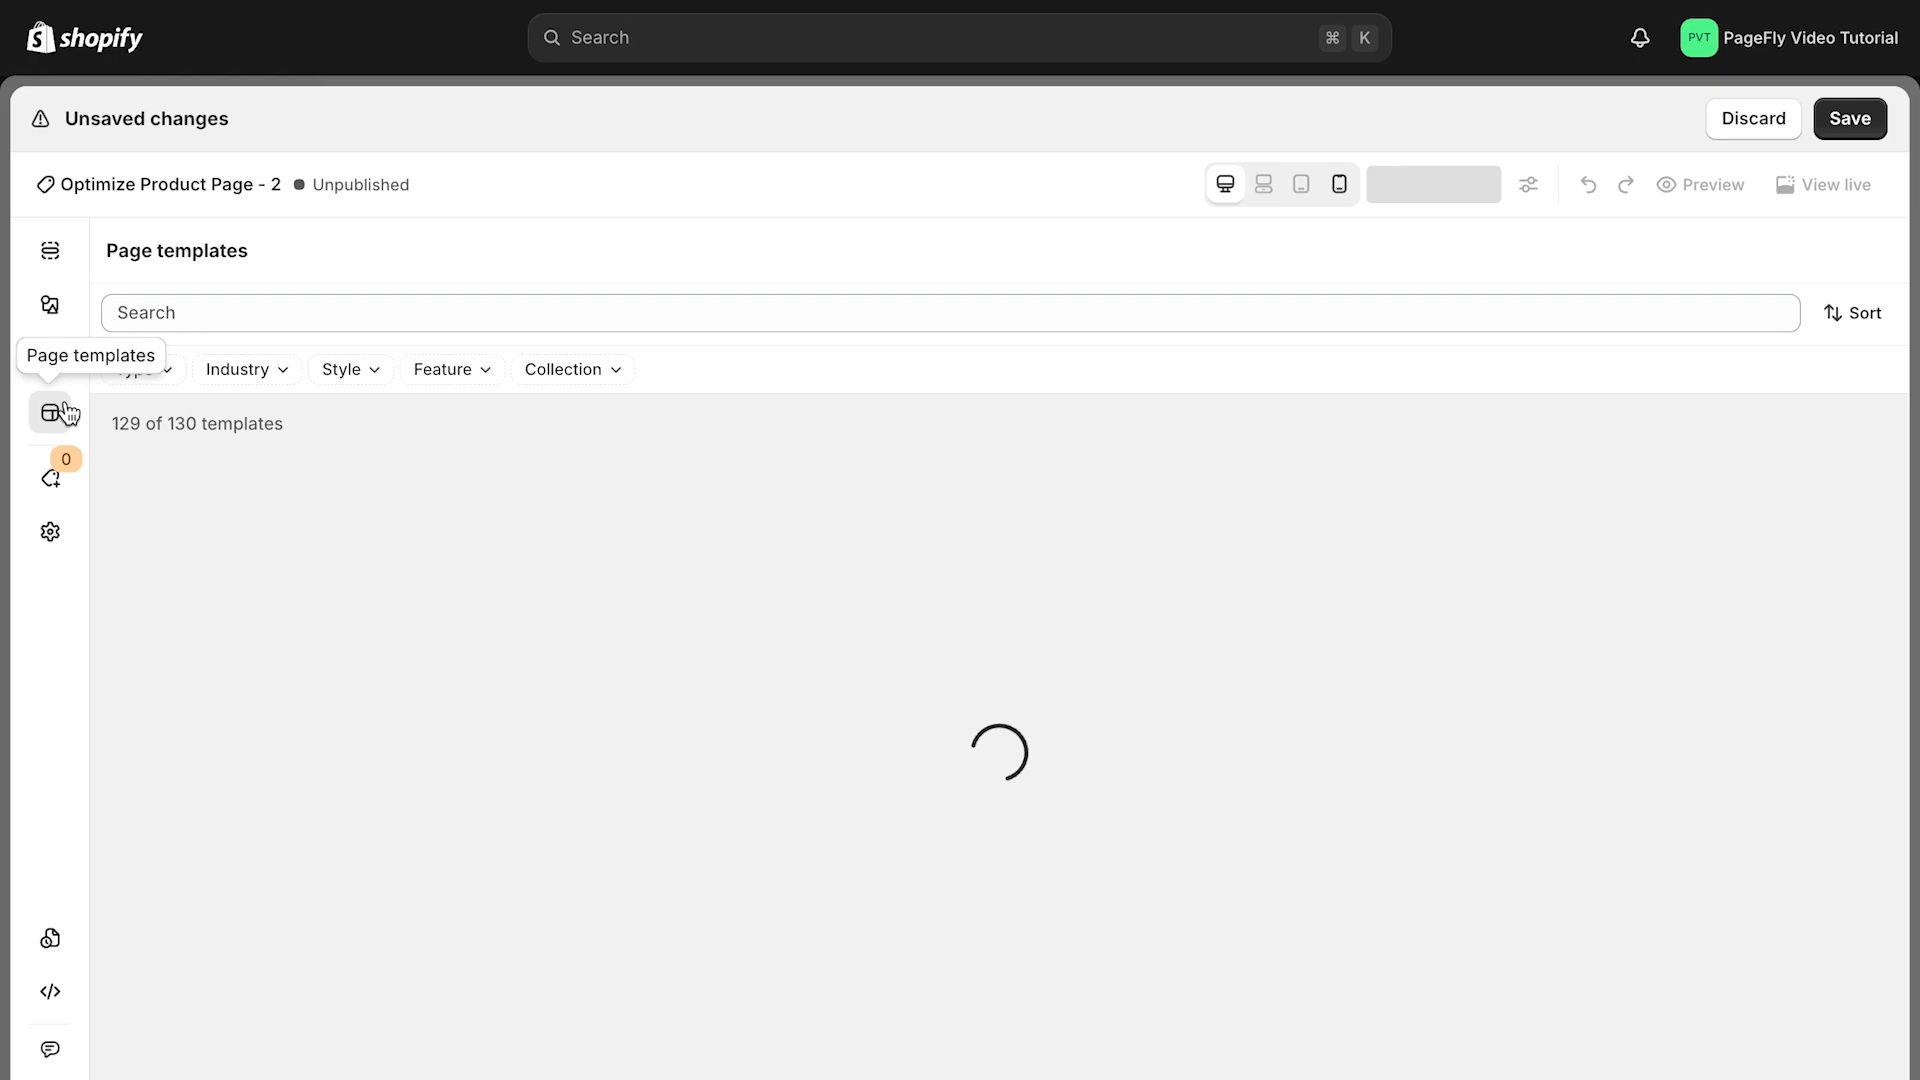 shopify
Search
⌘ K
PVT PageFly Video Tutorial
Unsaved changes
Discard
Save
Optimize Product Page - 2 Unpublished
Preview
View live
Page templates
Search
Sort
Page templates
Industry
Style
Feature
Collection
129 of 130 templates
0